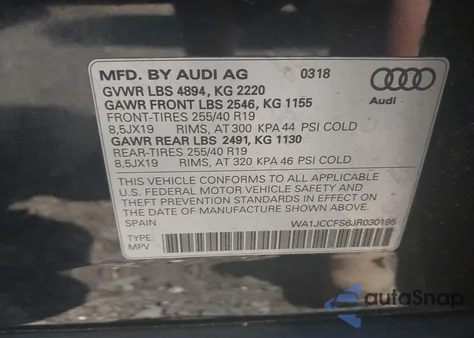 MFD. BY AUDI AG 0318
GVWR LBS 4894, KG 2220
GAWR FRONT LBS 2546, KG 1155
FRONT-TIRES 255/40 R19
8,5JX19 RIMS, AT 300 KPA 44 PSI COLD
GAWR REAR LBS 2491, KG 1130
REAR-TIRES 255/40 R19
8,5JX19 RIMS, AT 320 KPA 46 PSI COLD
Audi
THIS VEHICLE CONFORMS TO ALL APPLICABLE
U.S. FEDERAL MOTOR VEHICLE SAFETY AND
THEFT PREVENTION STANDARDS IN EFFECT ON
THE DATE OF MANUFACTURE SHOWN ABOVE.
SPAIN WA1JCCFS6JR030195
TYPE:
MPV
autoSnap